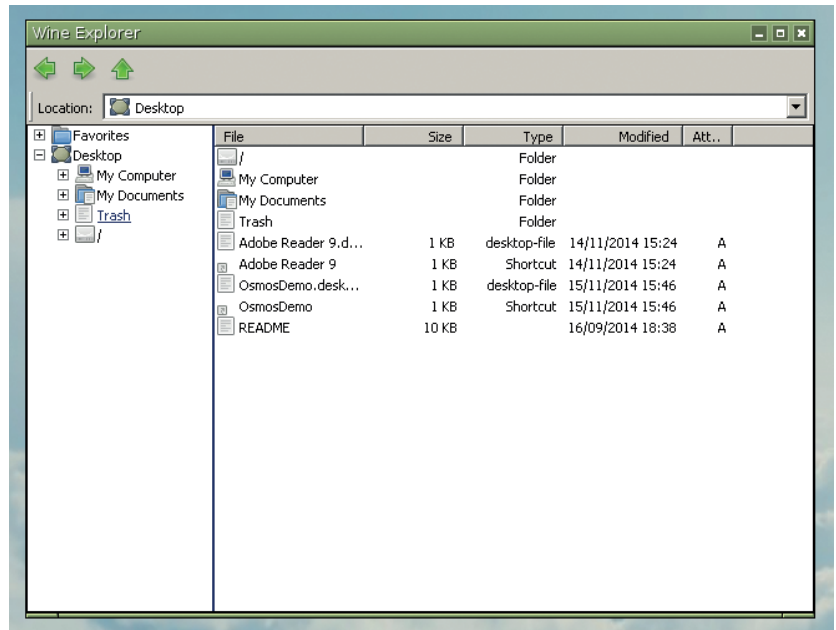 Wine Explorer
Location: Desktop
Favorites
Desktop
My Computer
My Documents
Trash
/
File Size Type Modified Att..
/ Folder
My Computer Folder
My Documents Folder
Trash Folder
Adobe Reader 9.d... 1 KB desktop-file 14/11/2014 15:24 A
Adobe Reader 9 1 KB Shortcut 14/11/2014 15:24 A
OsmosDemo.desk... 1 KB desktop-file 15/11/2014 15:46 A
OsmosDemo 1 KB Shortcut 15/11/2014 15:46 A
README 10 KB 16/09/2014 18:38 A